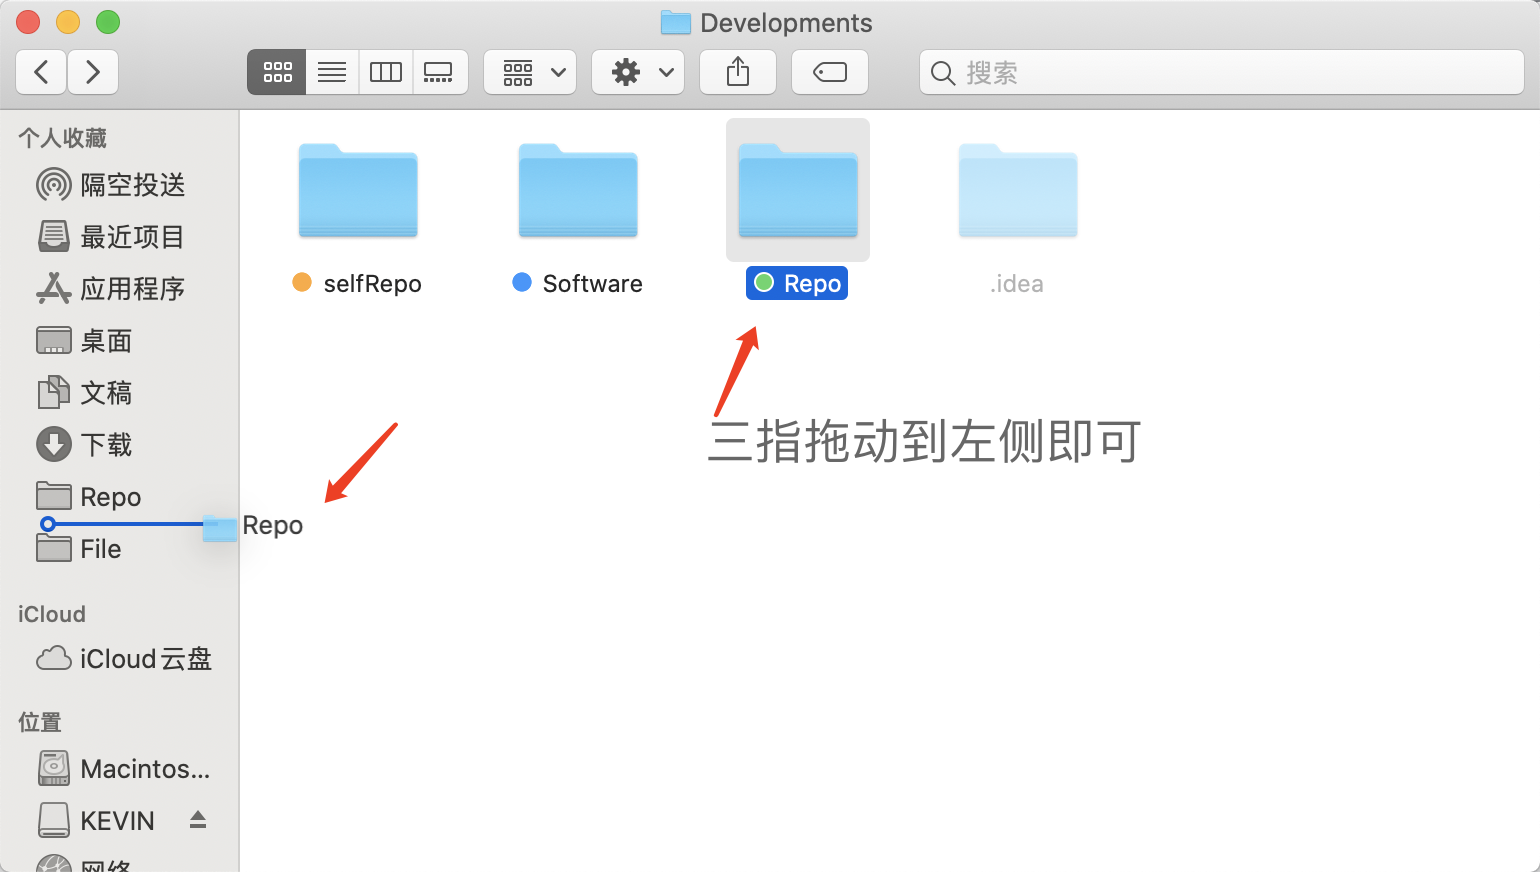 Developments
搜索
个人收藏
隔空投送
最近项目
应用程序
桌面
文稿
下载
Repo
File
iCloud
iCloud云盘
位置
Macintos...
KEVIN
网络
selfRepo
Software
Repo
.idea
三指拖动到左侧即可
Repo